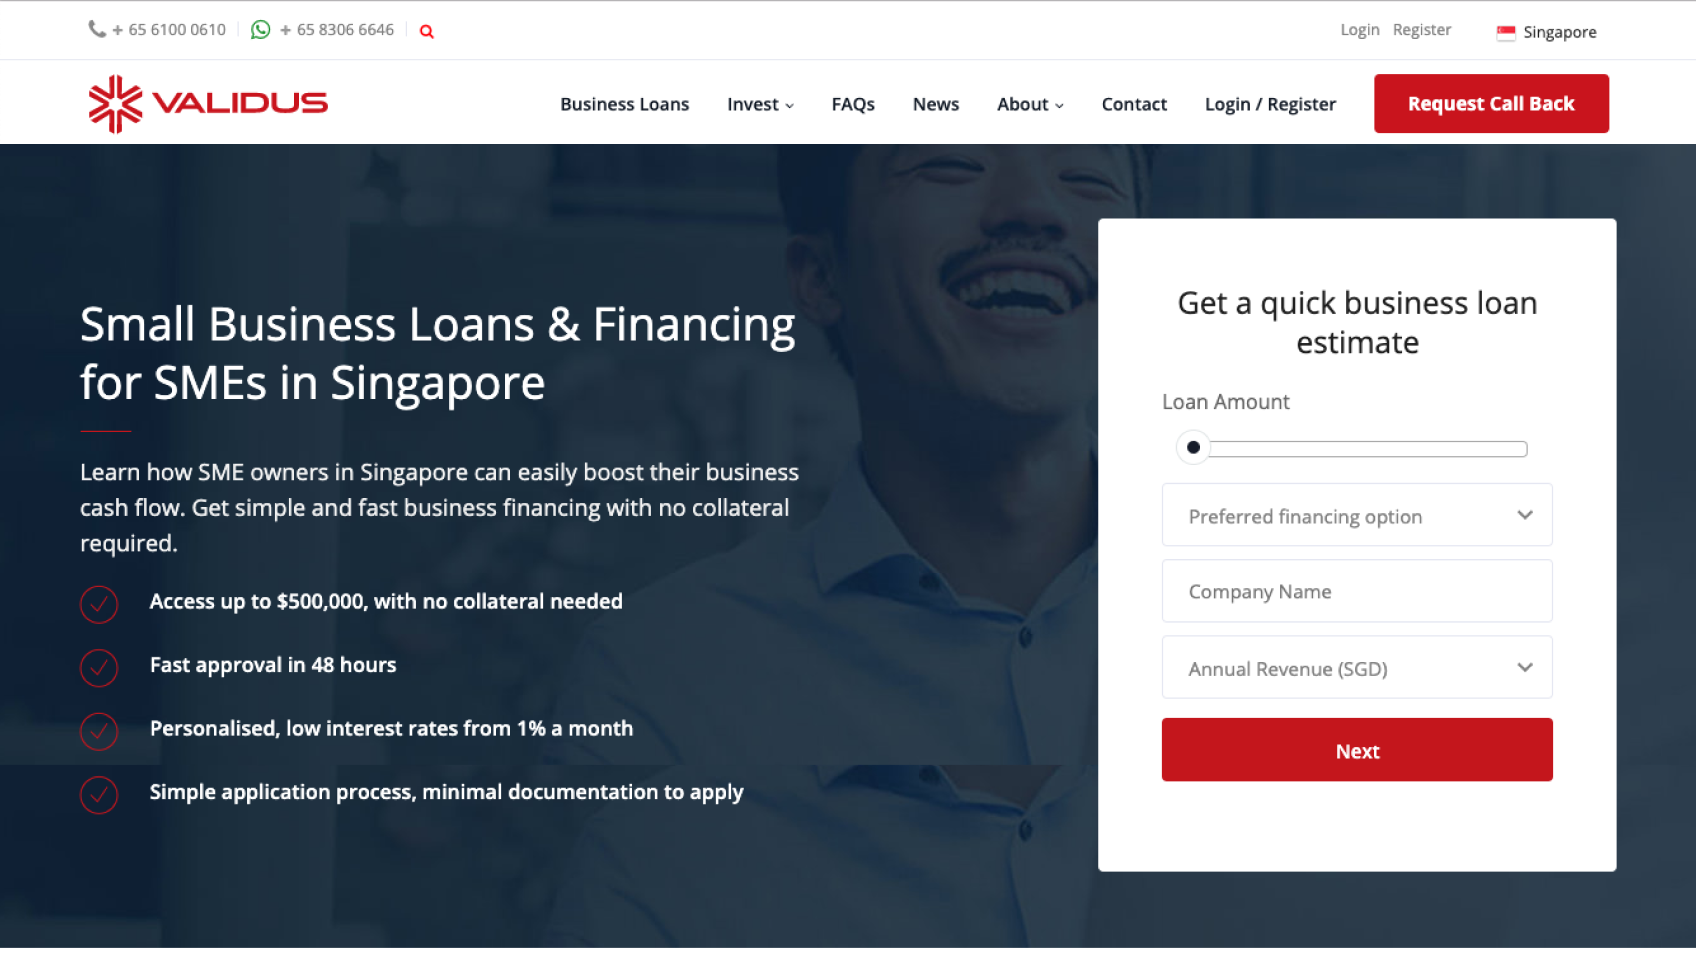 + 65 6100 0610 + 65 8306 6646 Login Register Singapore
VALIDUS Business Loans Invest FAQs News About Contact Login / Register Request Call Back
Small Business Loans & Financing
for SMEs in Singapore
Learn how SME owners in Singapore can easily boost their business
cash flow. Get simple and fast business financing with no collateral
required.
Access up to $500,000, with no collateral needed
Fast approval in 48 hours
Personalised, low interest rates from 1% a month
Simple application process, minimal documentation to apply
Get a quick business loan
estimate
Loan Amount
Preferred financing option
Company Name
Annual Revenue (SGD)
Next